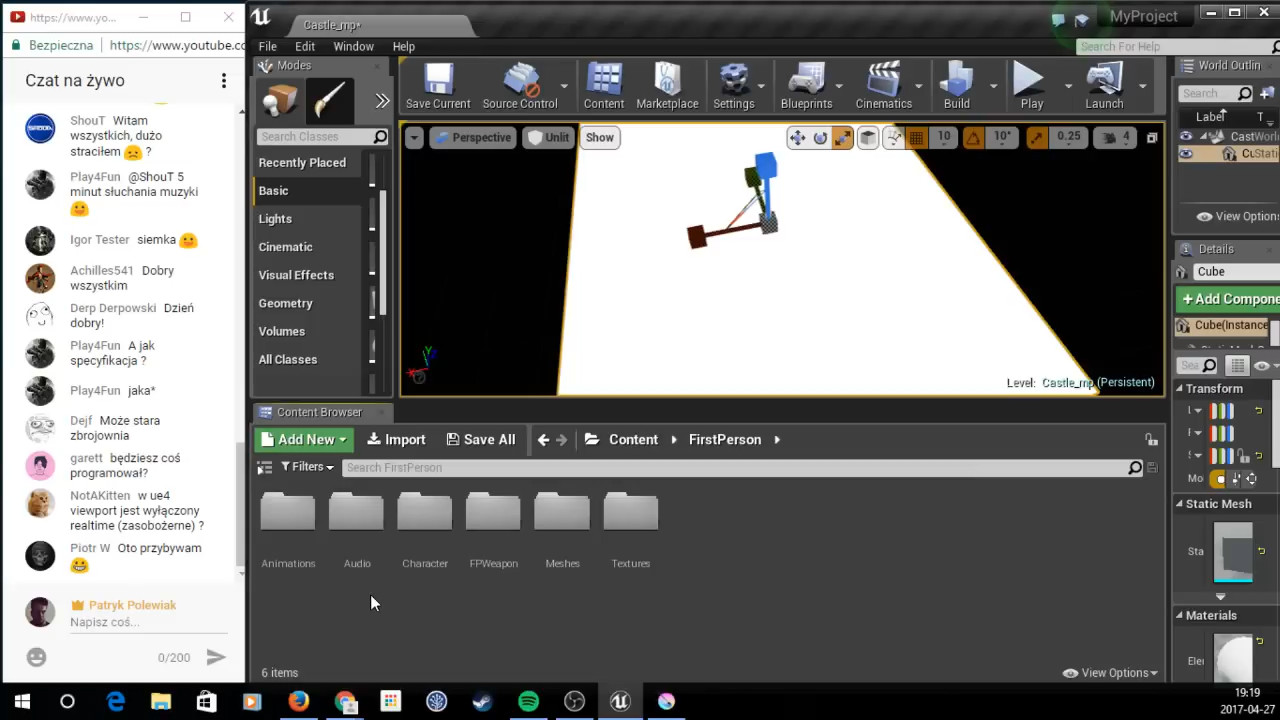 https://www.yo...
Bezpieczna
https://www.youtube.cc
Czat na żywo
ShouT Witam
wszystkich, dużo
straciłem ?
Play4Fun @ShouT 5
minut słuchania muzyki
Igor Tester siemka
Achilles541 Dobry
wszystkim
Derp Derpowski Dzień
dobry!
Play4Fun A jak
specyfikacja ?
Play4Fun jaka*
Dejf Może stara
zbrojownia
garett będziesz coś
programował?
NotAKitten w ue4
viewport jest wyłączony
realtime (zasobożerne) ?
Piotr W Oto przybywam
Patryk Polewiak
Napisz coś...
0/200
Castle_mp*
MyProject
File Edit Window Help
Search For Help
Modes
Search Classes
Recently Placed
Basic
Lights
Cinematic
Visual Effects
Geometry
Volumes
All Classes
Save Current Source Control Content Marketplace Settings Blueprints Cinematics Build Play Launch
Perspective Unlit Show
10 10° 0.25 4
Level: Castle_mp (Persistent)
World Outlin
Search
Label T
CastWor
CuStati
View Option
Details
Cube
+ Add Compone
Cube(Instance
Sea
Transform
Mo
Static Mesh
Sta
Materials
Ele
Content Browser
Add New Import Save All Content FirstPerson
Filters Search FirstPerson
Animations Audio Character FPWeapon Meshes Textures
6 items
View Options
19:19
2017-04-27